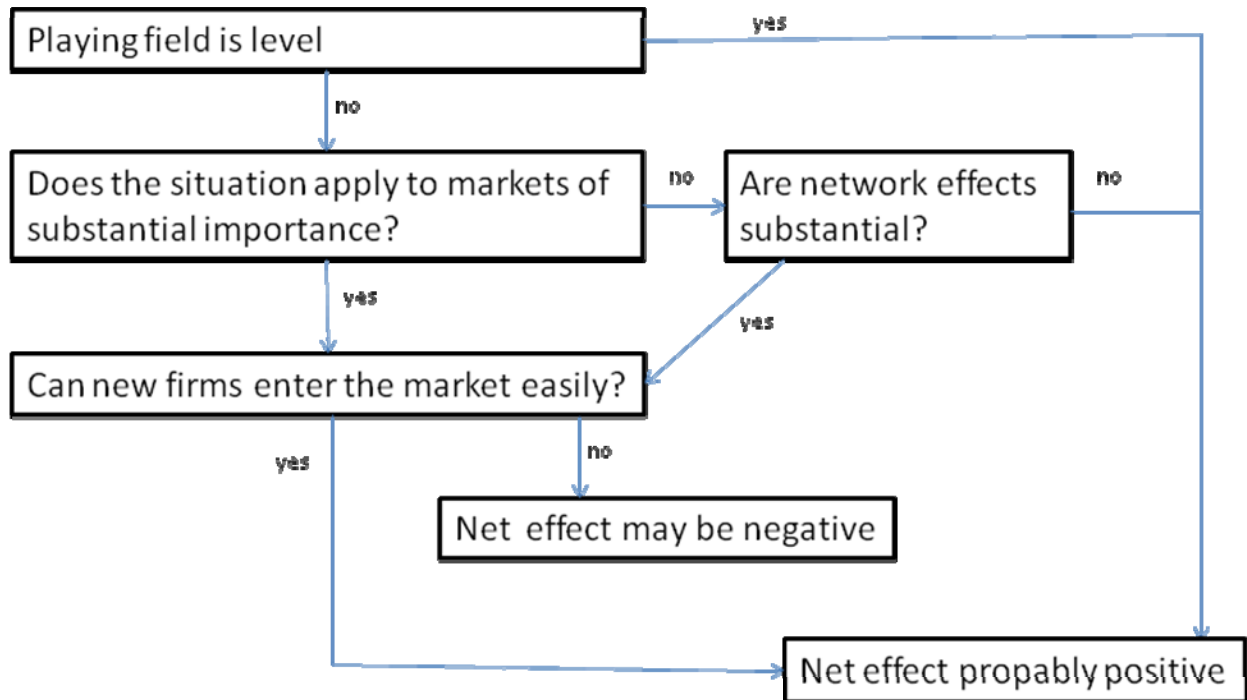 Playing field is level
yes
no
Does the situation apply to markets of
substantial importance?
no
Are network effects
substantial?
no
yes
yes
Can new firms enter the market easily?
yes
no
Net effect may be negative
Net effect propably positive